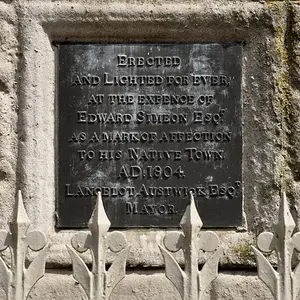 Erected
and Lighted for ever
at the expence of
Edward Simeon Esqr.
as a mark of affection
to his Native Town
A.D. 1804.
Lancelot Austwick Esqr.
Mayor.